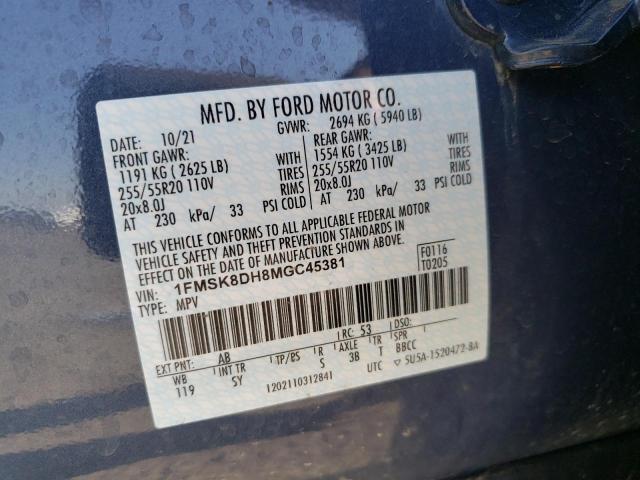 MFD. BY FORD MOTOR CO.
DATE: 10/21 GVWR: 2694 KG ( 5940 LB)
FRONT GAWR: REAR GAWR:
1191 KG ( 2625 LB) WITH 1554 KG ( 3425 LB) WITH
255/55R20 110V TIRES 255/55R20 110V TIRES
20x8.0J RIMS 20x8.0J RIMS
AT 230 kPa/ 33 PSI COLD AT 230 kPa/ 33 PSI COLD
THIS VEHICLE CONFORMS TO ALL APPLICABLE FEDERAL MOTOR
VEHICLE SAFETY AND THEFT PREVENTION STANDARDS IN
EFFECT ON THE DATE OF MANUFACTURE SHOWN ABOVE.
VIN: 1FMSK8DH8MGC45381 F0116
TYPE: MPV T0205
EXT PNT: AB RC: 53 DSO:
WB INT TR TP/PS R AXLE TR
119 SY S 3B T BBCC
1202110312841 UTC ▽ 5U5A-1520472-BA